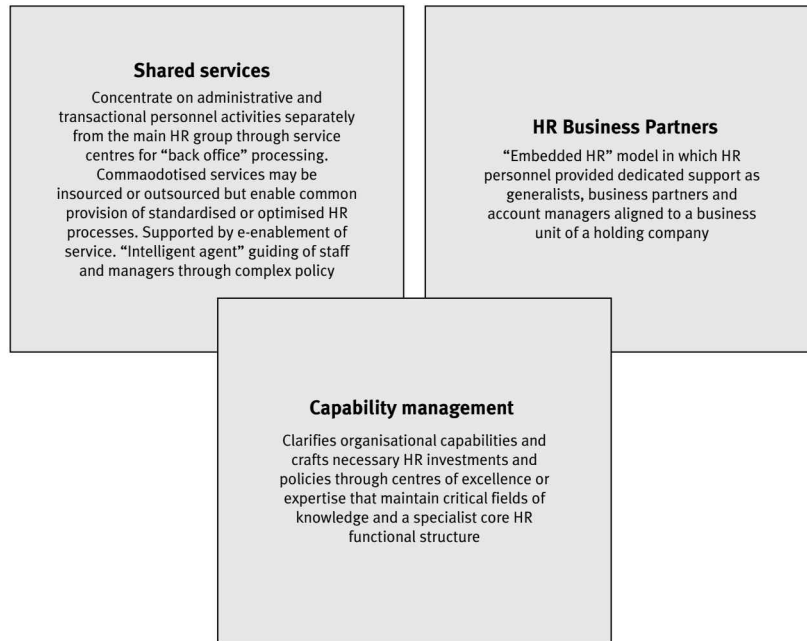 Shared services
Concentrate on administrative and
transactional personnel activities separately
from the main HR group through service
centres for “back office” processing.
Commaodotised services may be
insourced or outsourced but enable common
provision of standardised or optimised HR
processes. Supported by e-enablement of
service. “Intelligent agent” guiding of staff
and managers through complex policy
HR Business Partners
“Embedded HR” model in which HR
personnel provided dedicated support as
generalists, business partners and
account managers aligned to a business
unit of a holding company
Capability management
Clarifies organisational capabilities and
crafts necessary HR investments and
policies through centres of excellence or
expertise that maintain critical fields of
knowledge and a specialist core HR
functional structure